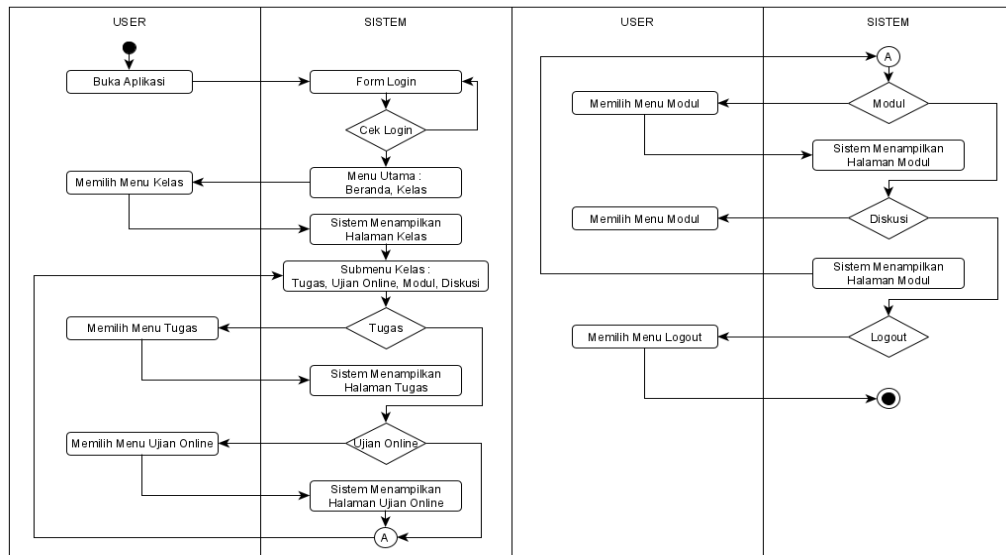 USER
SISTEM
Buka Aplikasi
Form Login
Cek Login
Menu Utama :
Beranda, Kelas
Memilih Menu Kelas
Sistem Menampilkan
Halaman Kelas
Submenu Kelas :
Tugas, Ujian Online, Modul, Diskusi
Memilih Menu Tugas
Tugas
Sistem Menampilkan
Halaman Tugas
Memilih Menu Ujian Online
Ujian Online
Sistem Menampilkan
Halaman Ujian Online
A
USER
SISTEM
A
Memilih Menu Modul
Modul
Sistem Menampilkan
Halaman Modul
Memilih Menu Modul
Diskusi
Sistem Menampilkan
Halaman Modul
Memilih Menu Logout
Logout